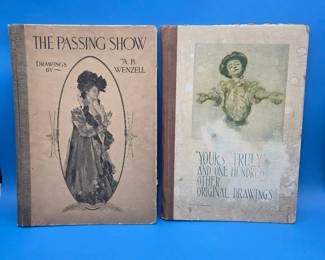 THE PASSING SHOW
DRAWINGS BY A.B. WENZELL
"YOURS TRULY"
AND ONE HUNDRED
OTHER
ORIGINAL DRAWINGS